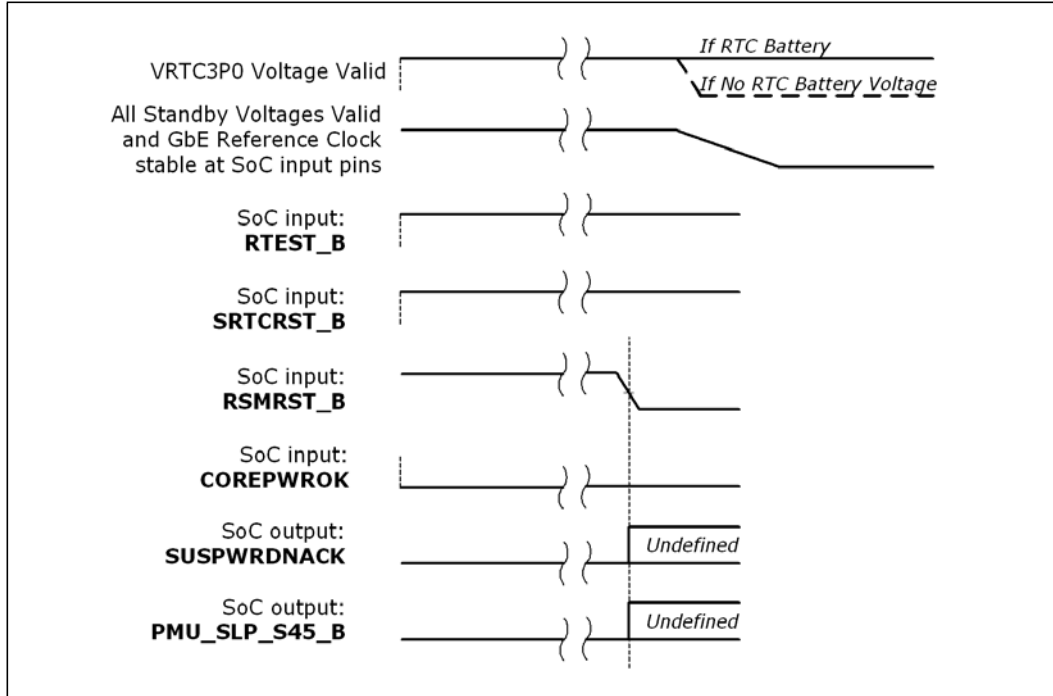 If RTC Battery
VRTC3P0 Voltage Valid
If No RTC Battery Voltage
All Standby Voltages Valid
and GbE Reference Clock
stable at SoC input pins
SoC input:
RTEST_B
SoC input:
SRTCRST_B
SoC input:
RSMRST_B
SoC input:
COREPWROK
SoC output:
SUSPWRDNACK
Undefined
SoC output:
PMU_SLP_S45_B
Undefined